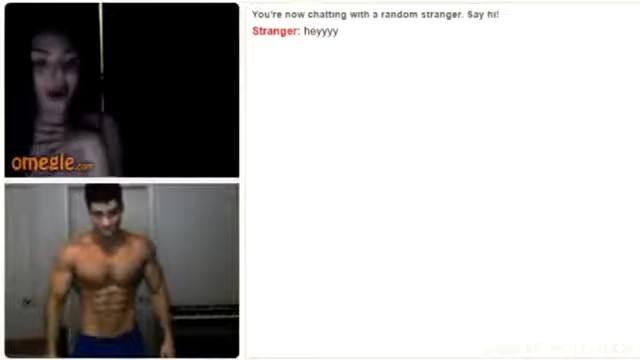 You're now chatting with a random stranger. Say hi!
Stranger: heyyyy
omegle.com